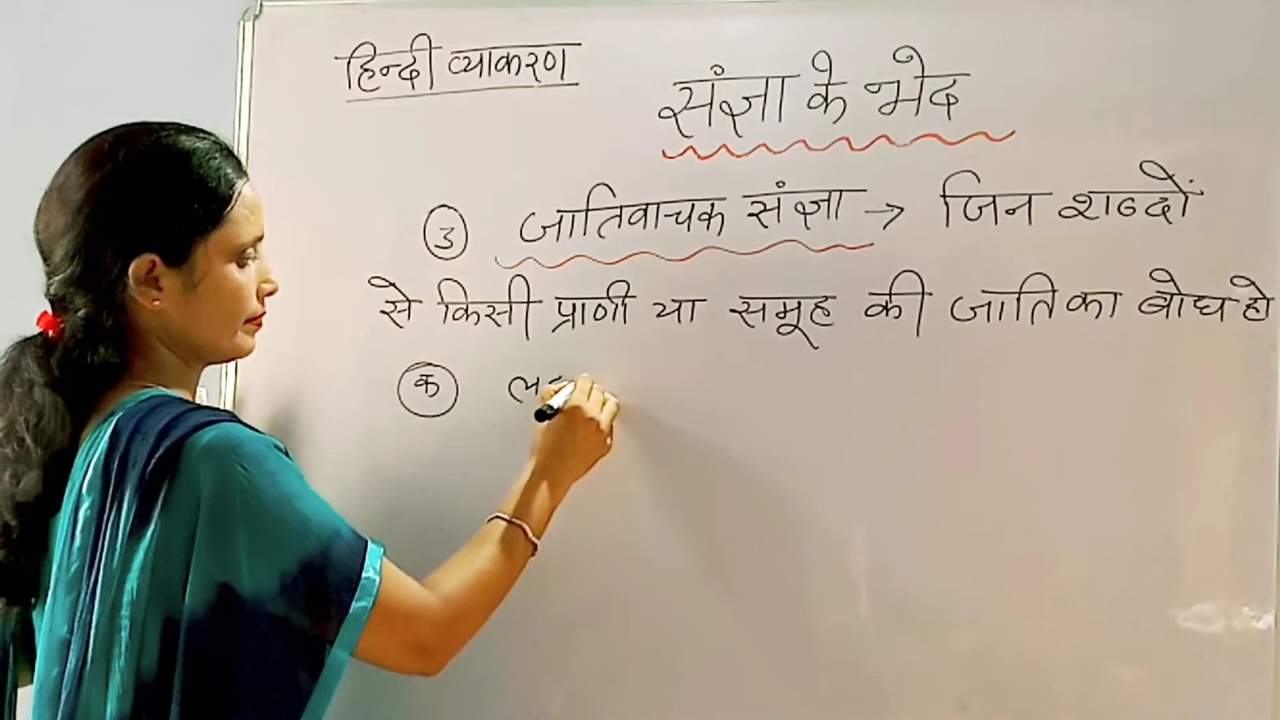 हिन्दी व्याकरण
संज्ञा के भेद
3 जातिवाचक संज्ञा → जिन शब्दों
से किसी प्राणी या समूह की जाति का बोघ हो
क